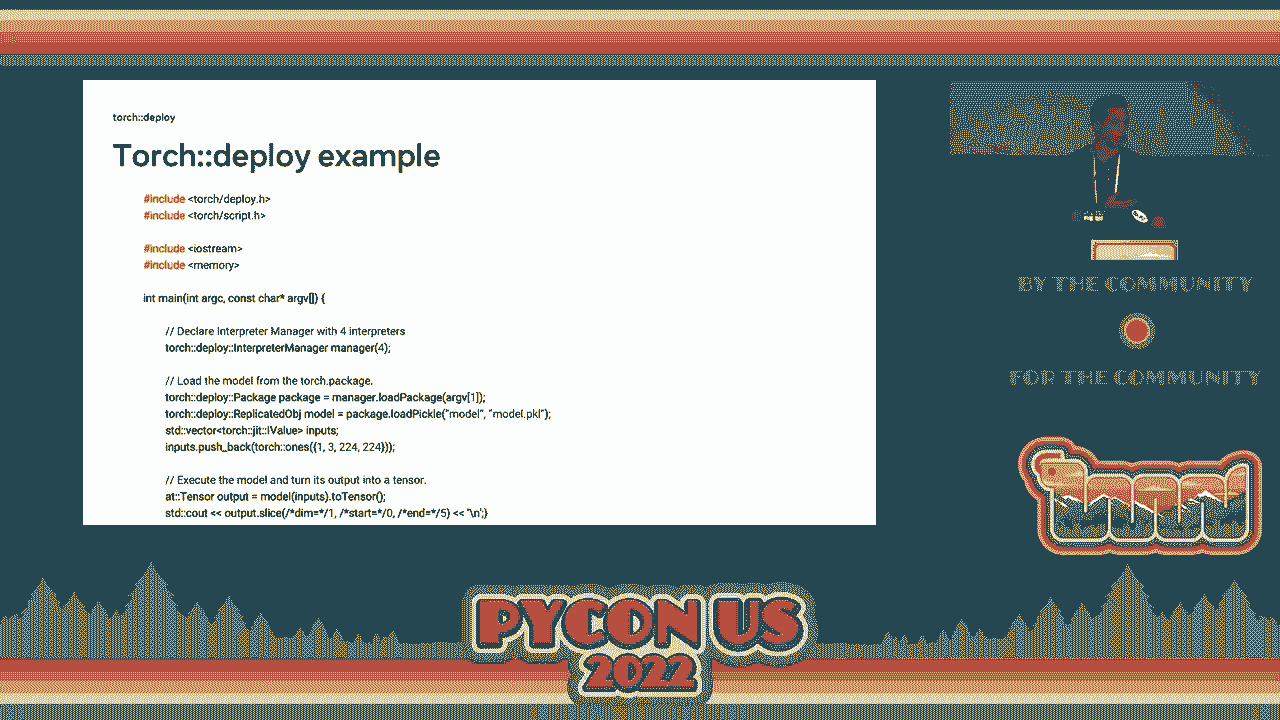 torch::deploy
Torch::deploy example
#include <torch/deploy.h>
#include <torch/script.h>
#include <iostream>
#include <memory>
int main(int argc, const char* argv[]) {
// Declare Interpreter Manager with 4 interpreters
torch::deploy::InterpreterManager manager(4);
// Load the model from the torch.package.
torch::deploy::Package package = manager.loadPackage(argv[1]);
torch::deploy::ReplicatedObj model = package.loadPickle("model", "model.pkl");
std::vector<torch::jit::IValue> inputs;
inputs.push_back(torch::ones({1, 3, 224, 224}));
// Execute the model and turn its output into a tensor.
at::Tensor output = model(inputs).toTensor();
std::cout << output.slice(/*dim=*/1, /*start=*/0, /*end=*/5) << '\n';}
BY THE COMMUNITY
FOR THE COMMUNITY
PYCON US
2022